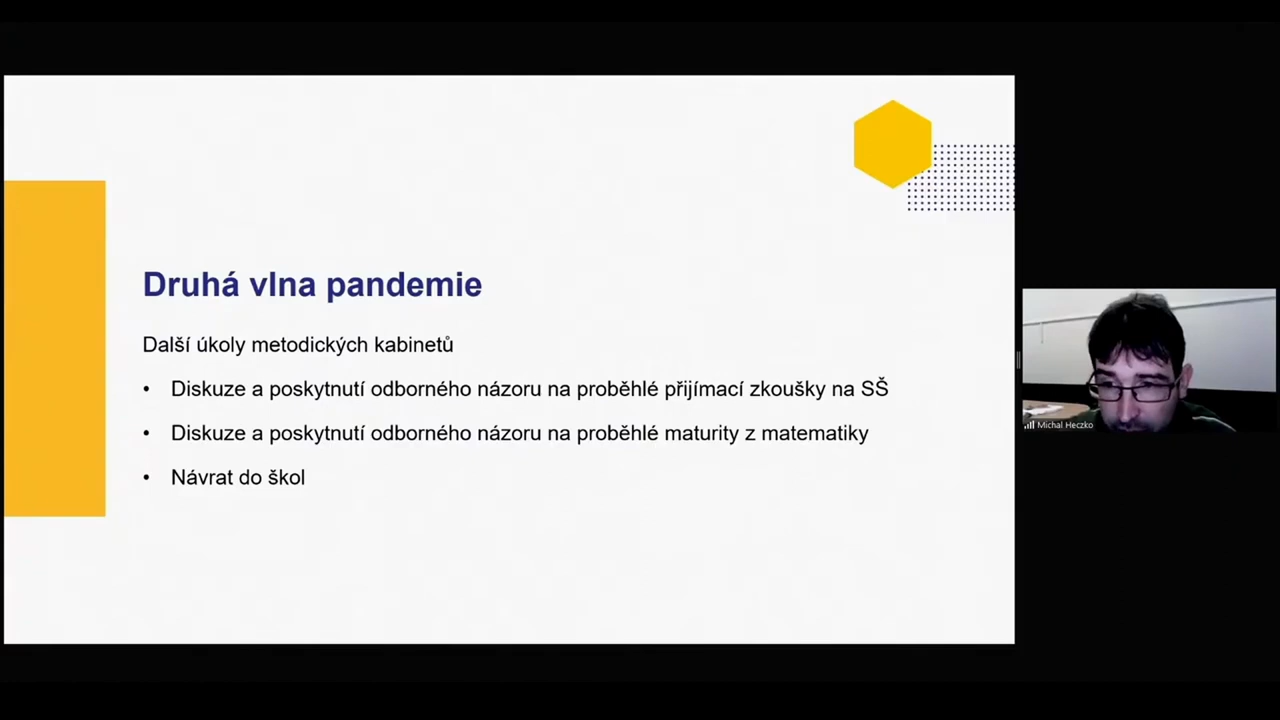 Druhá vlna pandemie
Další úkoly metodických kabinetů
• Diskuze a poskytnutí odborného názoru na proběhlé přijímací zkoušky na SŠ
• Diskuze a poskytnutí odborného názoru na proběhlé maturity z matematiky
• Návrat do škol
Michal Heczko